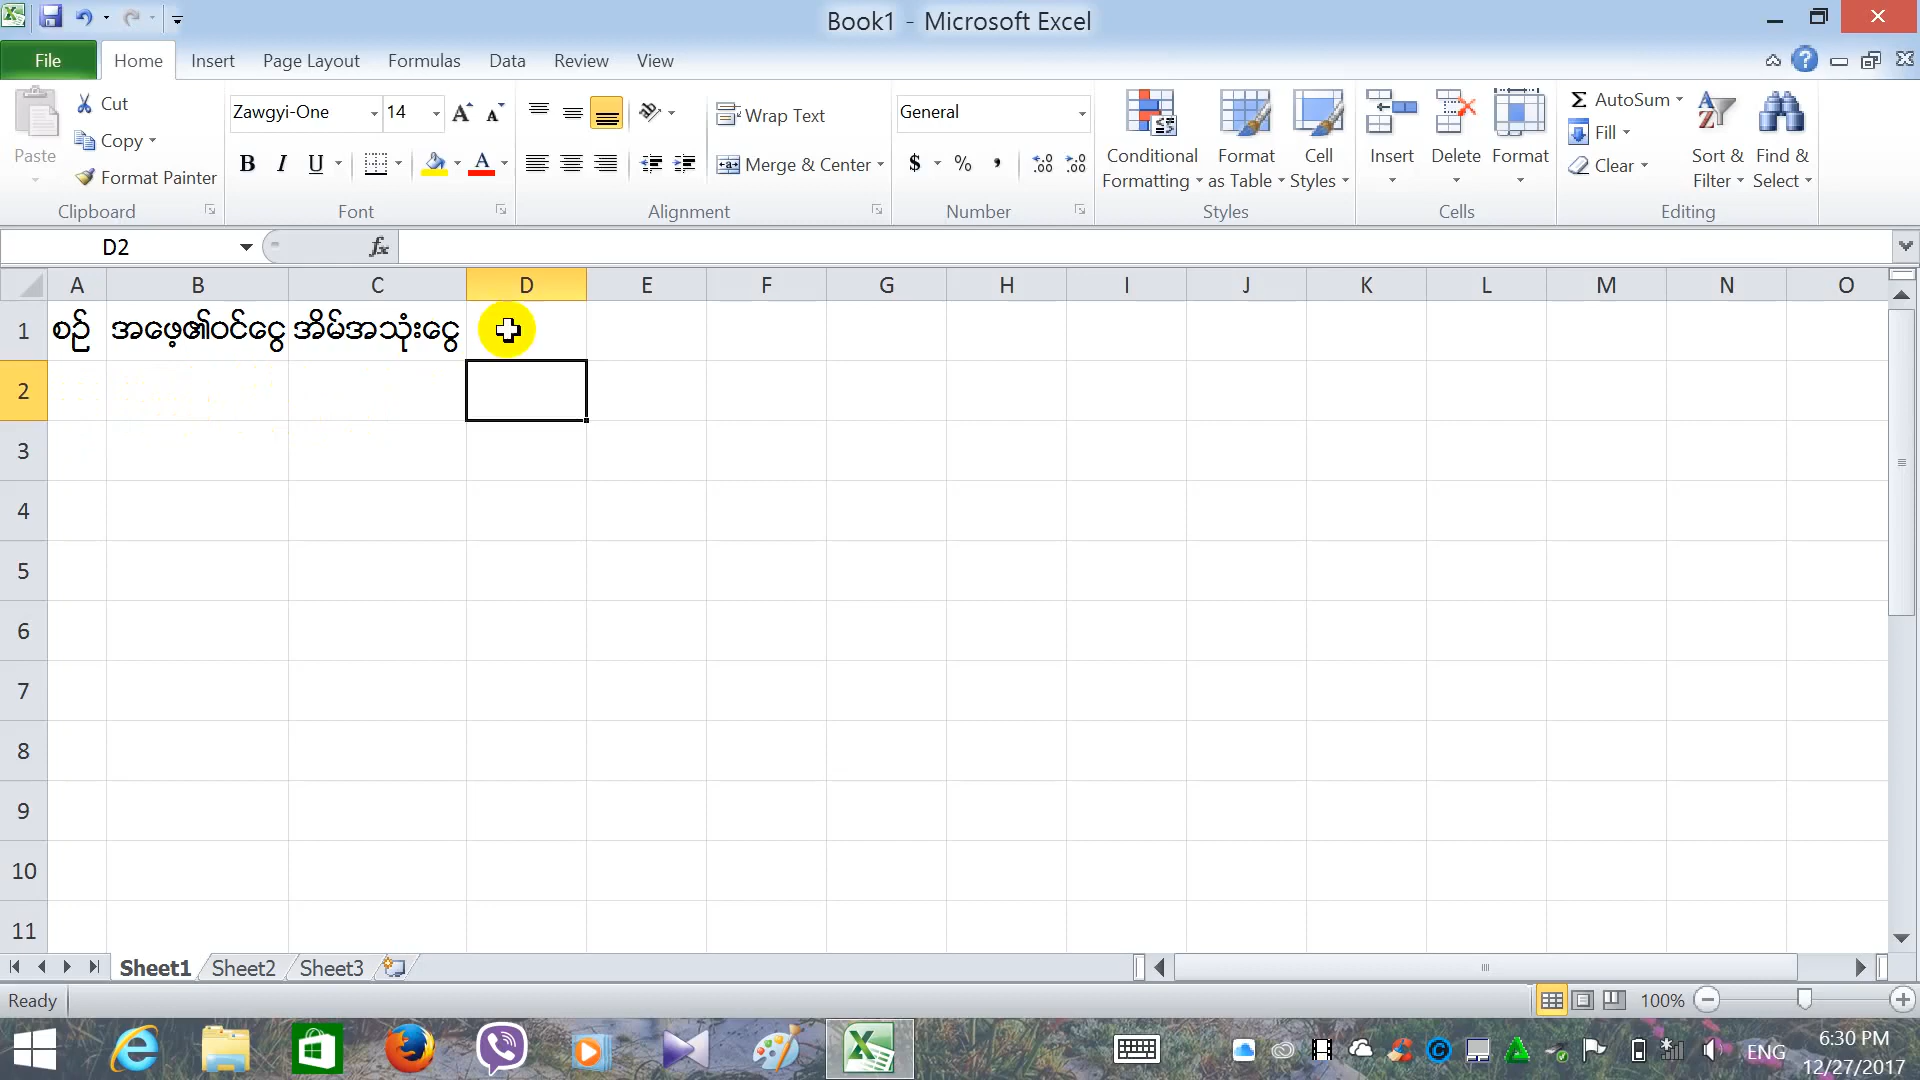 Book1 - Microsoft Excel
File Home Insert Page Layout Formulas Data Review View
Paste
Cut
Copy
Format Painter
Clipboard
Zawgyi-One 14
B I U
Font
Wrap Text
Merge & Center
Alignment
General
$ % ,
Number
Conditional Formatting
Format as Table
Cell Styles
Styles
Insert Delete Format
Cells
AutoSum
Fill
Clear
Sort & Filter
Find & Select
Editing
D2 fx
A B C D E F G H I J K L M N O
1 စဉ် အဖေ့၏ဝင်ငွေ အိမ်အသုံးငွေ
2
3
4
5
6
7
8
9
10
11
Sheet1 Sheet2 Sheet3
Ready 100%
ENG 6:30 PM
12/27/2017